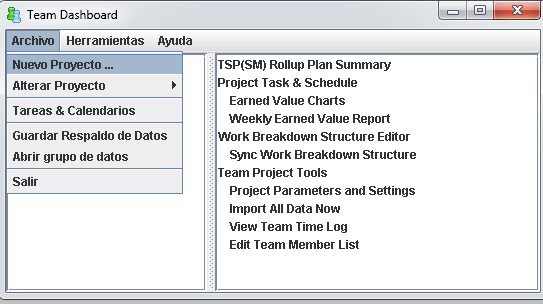 Team Dashboard
Archivo Herramientas Ayuda
Nuevo Proyecto ...
Alterar Proyecto
Tareas & Calendarios
Guardar Respaldo de Datos
Abrir grupo de datos
Salir
TSP(SM) Rollup Plan Summary
Project Task & Schedule
Earned Value Charts
Weekly Earned Value Report
Work Breakdown Structure Editor
Sync Work Breakdown Structure
Team Project Tools
Project Parameters and Settings
Import All Data Now
View Team Time Log
Edit Team Member List